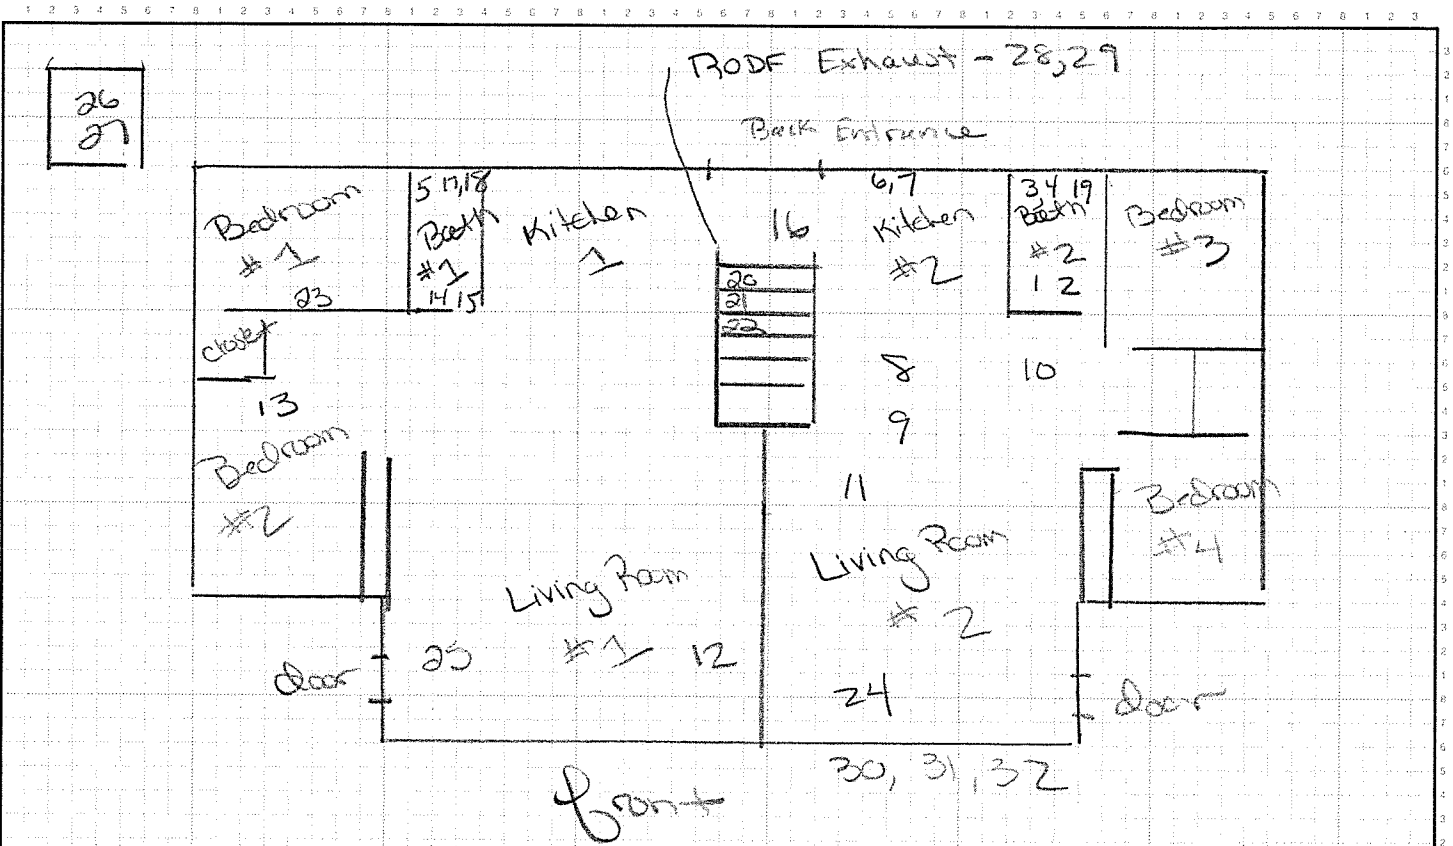 RODF Exhaust - 28,29
26
27
Back Entrance
Bedroom
# 1
23
5 17,18
Bath
#1
14 15
Kitchen
1
16
6,7
Kitchen
#2
3 4 19
Bath
#2
1 2
Bedroom
#3
20
21
22
closet
13
8
10
9
Bedroom
#2
11
Bedroom
#4
Living Room
#1
Living Room
# 2
door
25
12
24
door
30, 31, 32
front